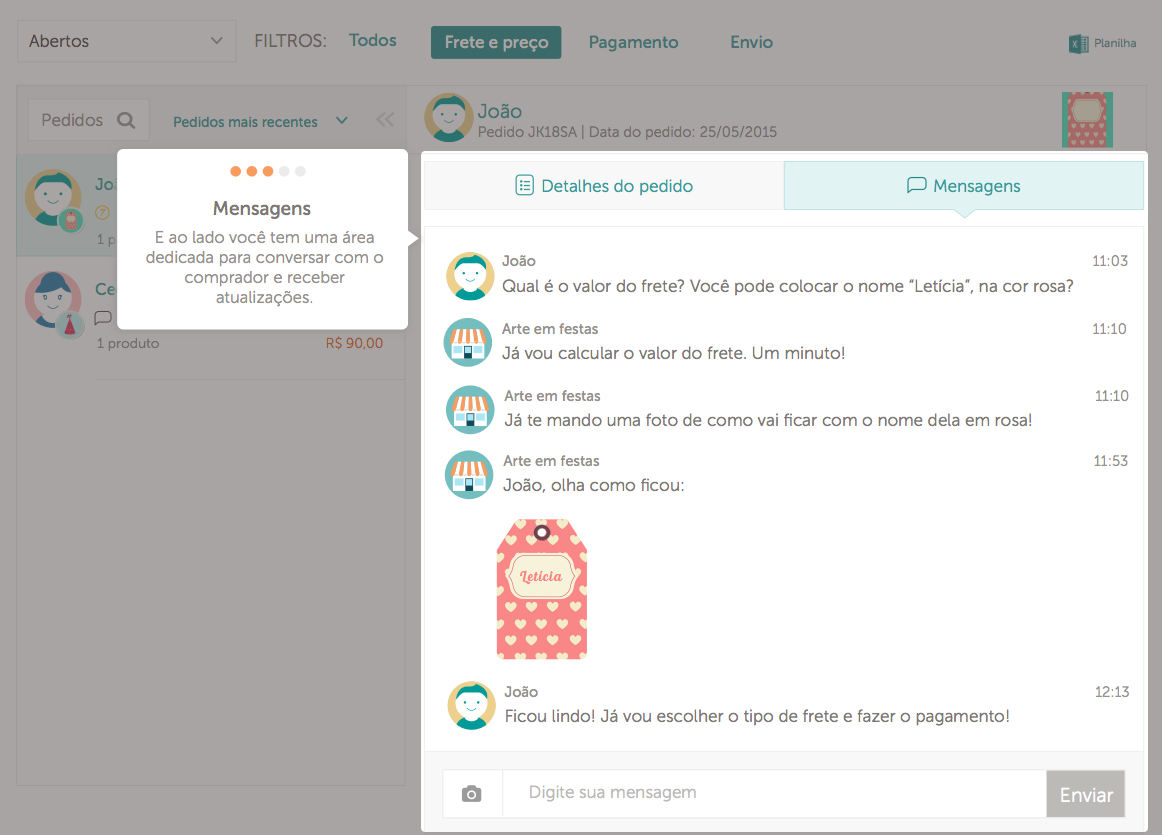 Abertos
FILTROS: Todos Frete e preço Pagamento Envio
Planilha
Pedidos
Pedidos mais recentes
João
Pedido JK18SA | Data do pedido: 25/05/2015
Mensagens
E ao lado você tem uma área
dedicada para conversar com o
comprador e receber
atualizações.
1 produto R$ 90,00
Detalhes do pedido
Mensagens
João 11:03
Qual é o valor do frete? Você pode colocar o nome “Letícia”, na cor rosa?
Arte em festas 11:10
Já vou calcular o valor do frete. Um minuto!
Arte em festas 11:10
Já te mando uma foto de como vai ficar com o nome dela em rosa!
Arte em festas 11:53
João, olha como ficou:
Letícia
João 12:13
Ficou lindo! Já vou escolher o tipo de frete e fazer o pagamento!
Digite sua mensagem
Enviar